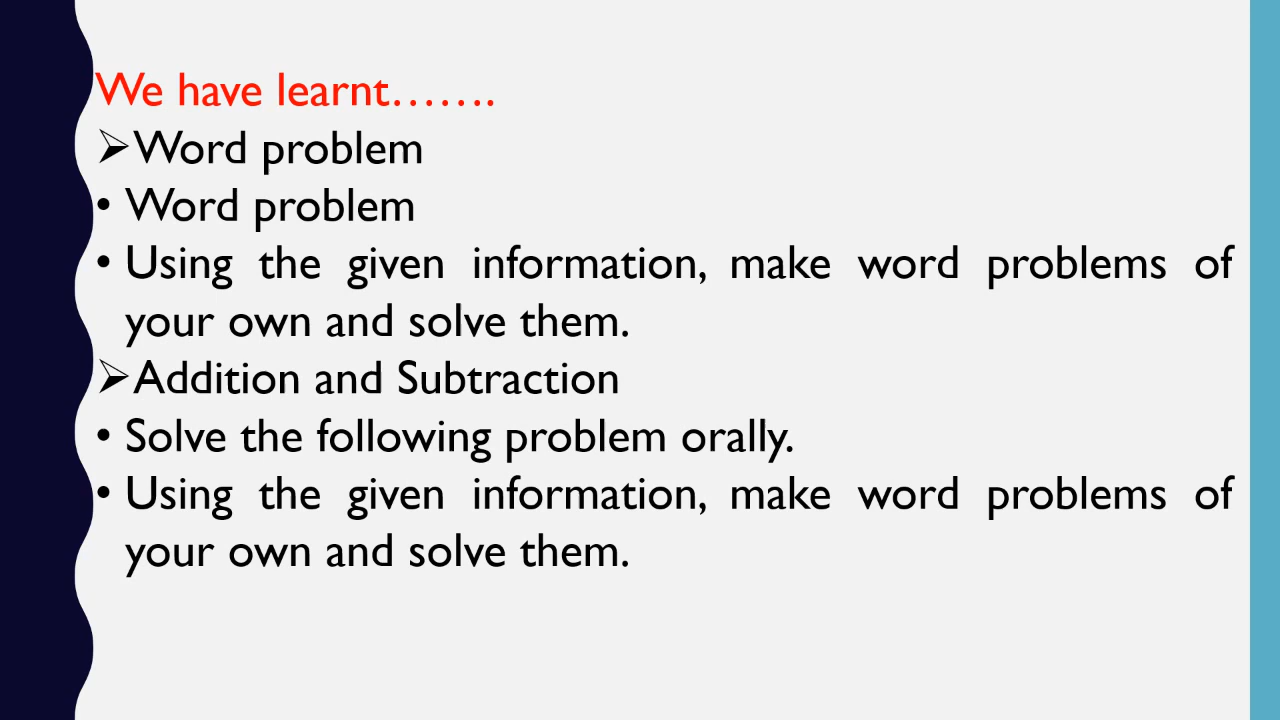 We have learnt…….
➢Word problem
• Word problem
• Using the given information, make word problems of
your own and solve them.
➢Addition and Subtraction
• Solve the following problem orally.
• Using the given information, make word problems of
your own and solve them.